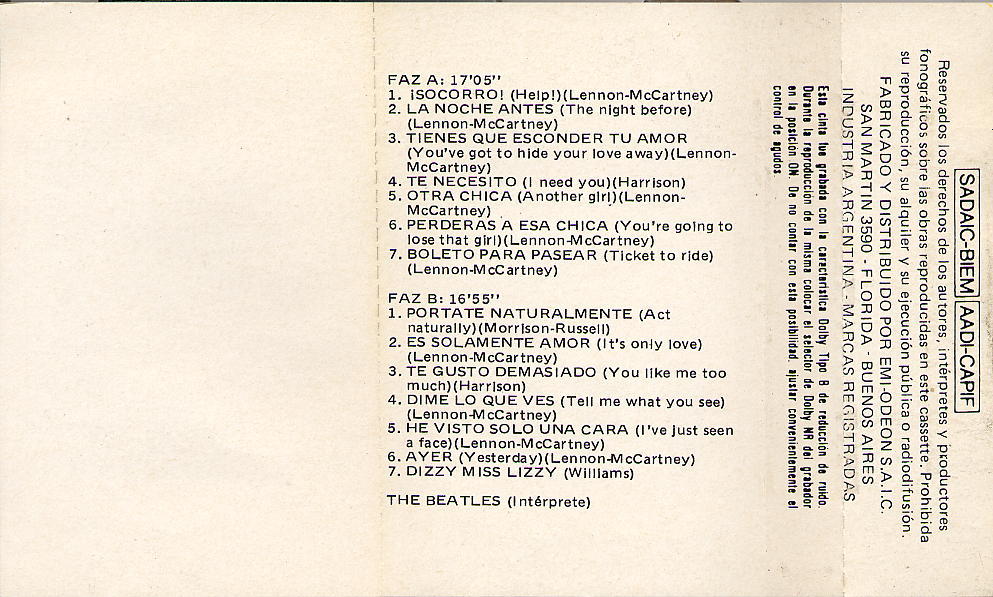 FAZ A: 17'05"
1. ¡SOCORRO! (Help!)(Lennon-McCartney)
2. LA NOCHE ANTES (The night before)
(Lennon-McCartney)
3. TIENES QUE ESCONDER TU AMOR
(You've got to hide your love away)(Lennon-
McCartney)
4. TE NECESITO (I need you)(Harrison)
5. OTRA CHICA (Another girl)(Lennon-
McCartney)
6. PERDERAS A ESA CHICA (You're going to
lose that girl)(Lennon-McCartney)
7. BOLETO PARA PASEAR (Ticket to ride)
(Lennon-McCartney)
FAZ B: 16'55"
1. PORTATE NATURALMENTE (Act
naturally)(Morrison-Russell)
2. ES SOLAMENTE AMOR (It's only love)
(Lennon-McCartney)
3. TE GUSTO DEMASIADO (You like me too
much)(Harrison)
4. DIME LO QUE VES (Tell me what you see)
(Lennon-McCartney)
5. HE VISTO SOLO UNA CARA (I've just seen
a face)(Lennon-McCartney)
6. AYER (Yesterday)(Lennon-McCartney)
7. DIZZY MISS LIZZY (Williams)
THE BEATLES (Intérprete)
Esta cinta fue grabada con la característica Dolby Tipo B de reducción de ruido.
Durante la reproducción de la misma colocar el selector de Dolby NR del grabador
en la posición ON. De no contar con esta posibilidad, ajustar convenientemente el
control de agudos.
SADAIC-BIEM AADI-CAPIF
Reservados los derechos de los autores, intérpretes y productores
fonográficos sobre las obras reproducidas en este cassette. Prohibida
su reproducción, su alquiler y su ejecución pública o radiodifusión.
FABRICADO Y DISTRIBUIDO POR EMI-ODEON S.A.I.C.
SAN MARTIN 3590 - FLORIDA - BUENOS AIRES
INDUSTRIA ARGENTINA - MARCAS REGISTRADAS